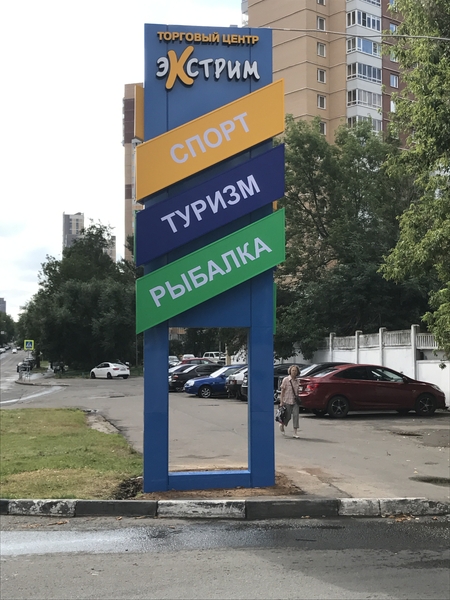 ТОРГОВЫЙ ЦЕНТР
эКстрим
СПОРТ
ТУРИЗМ
РЫБАЛКА